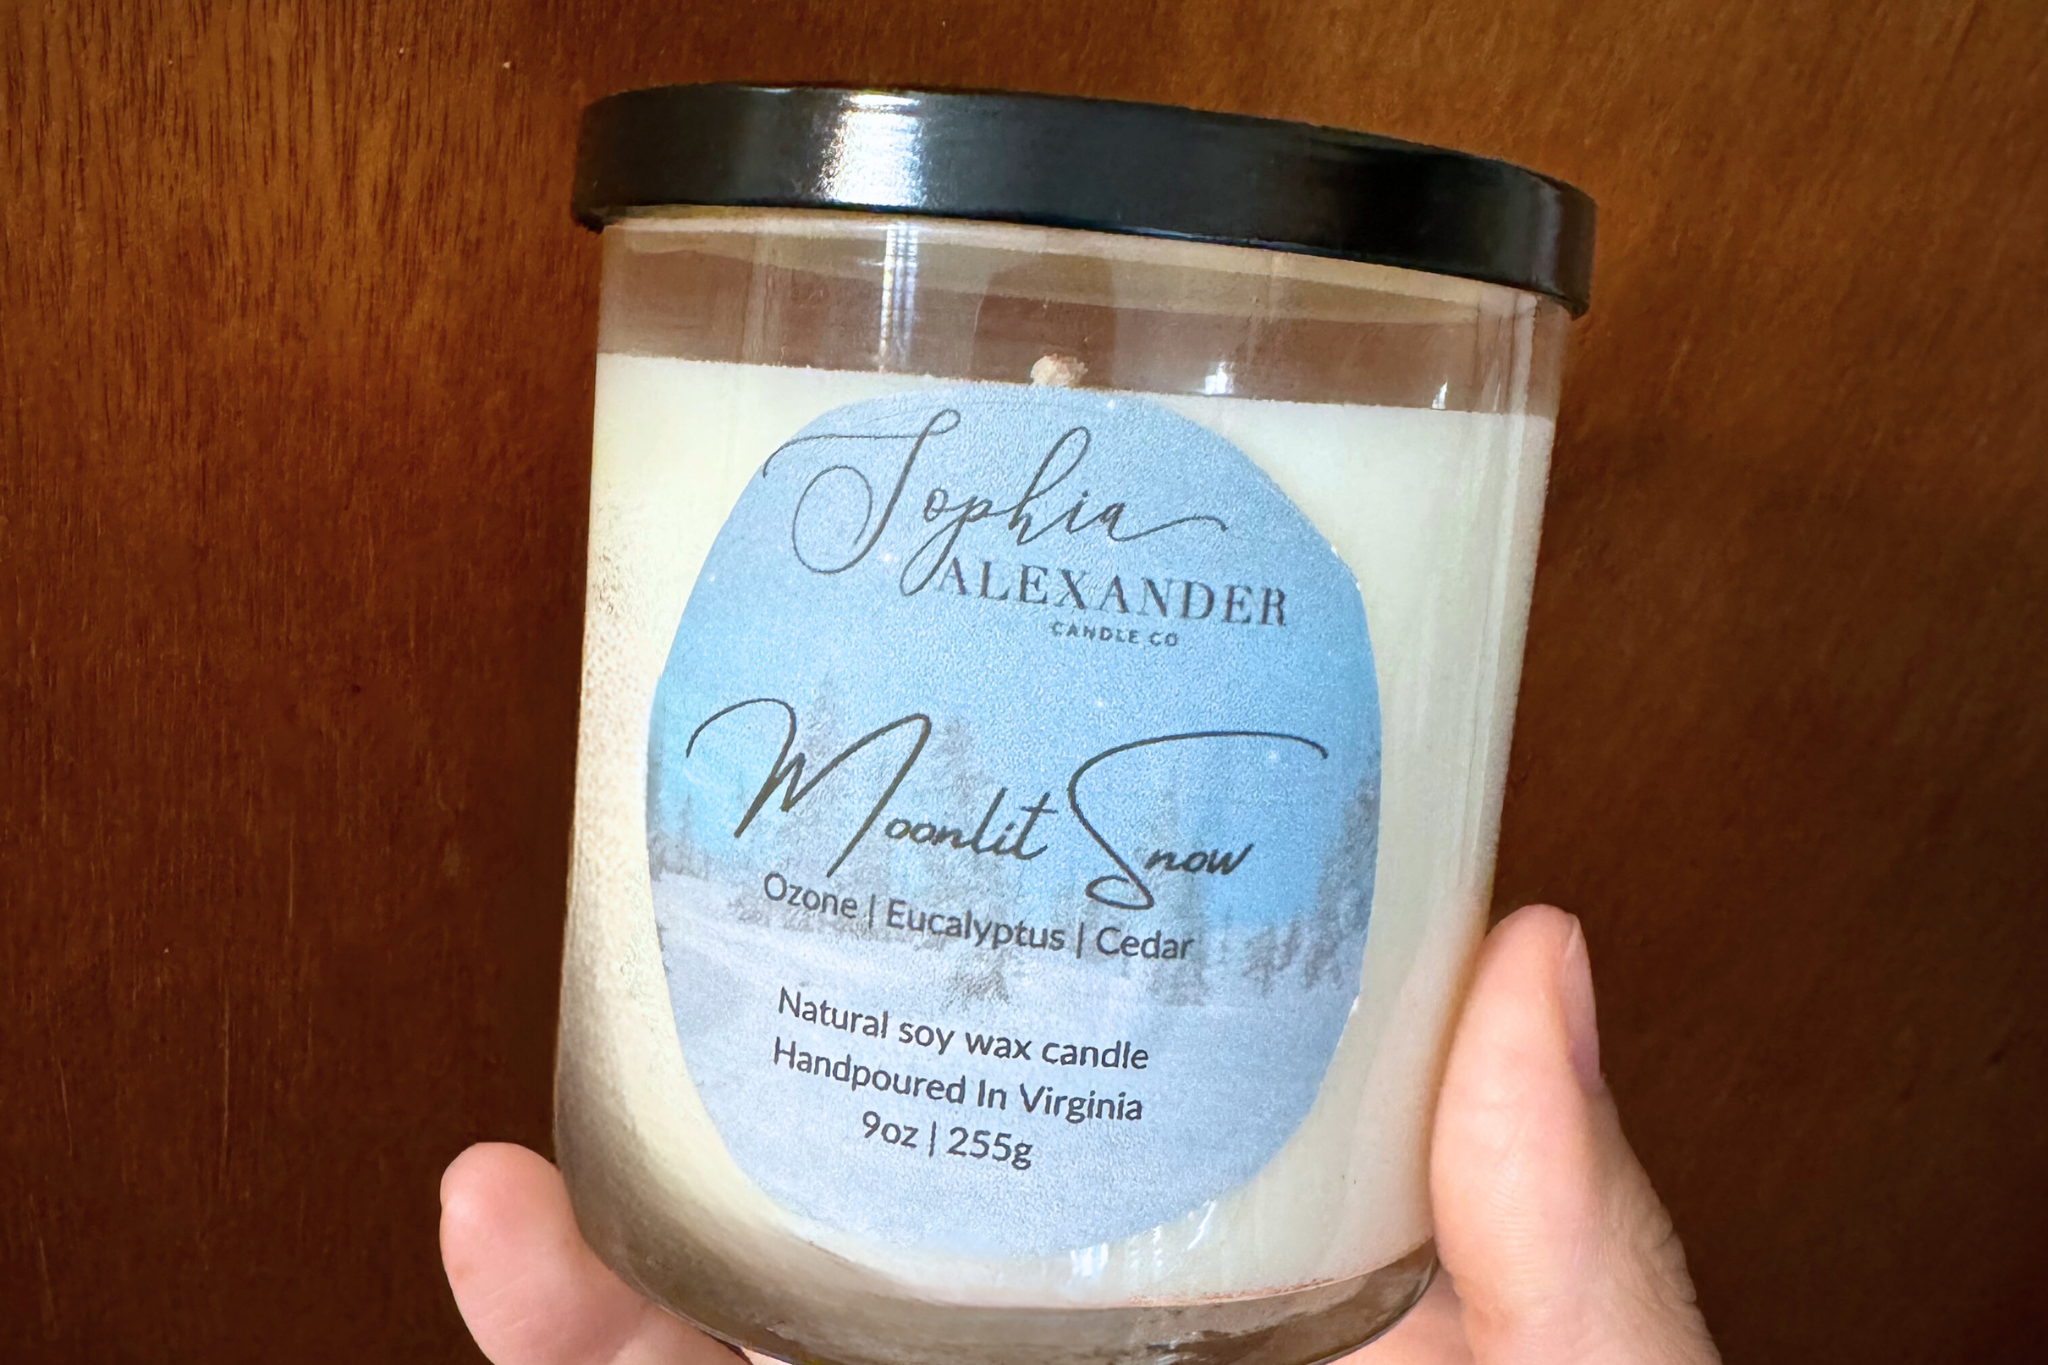 Sophia
ALEXANDER
CANDLE CO
Moonlit Snow
Ozone | Eucalyptus | Cedar
Natural soy wax candle
Handpoured In Virginia
9oz | 255g